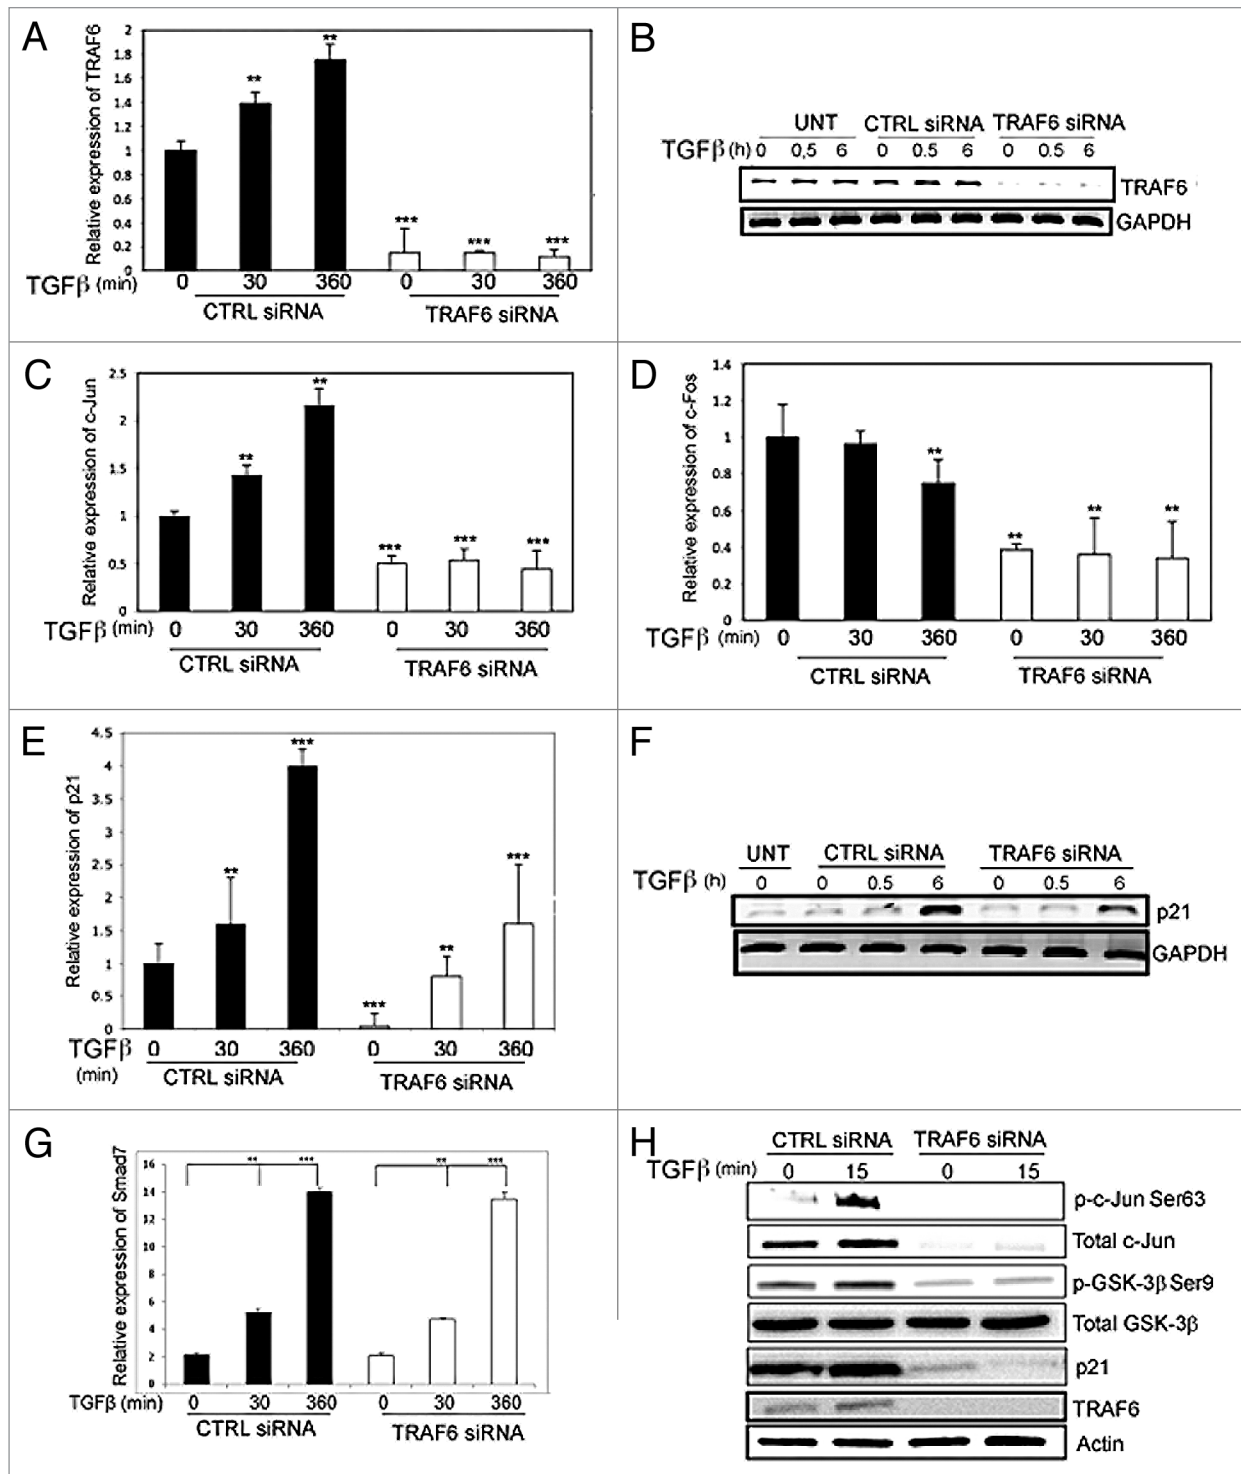 A
Relative expression of TRAF6
2
1.8
1.6
1.4
1.2
1
0.8
0.6
0.4
0.2
0
** ** *** *** ***
TGFβ (min) 0 30 360 0 30 360
CTRL siRNA TRAF6 siRNA
B
UNT CTRL siRNA TRAF6 siRNA
TGFβ (h) 0 0,5 6 0 0.5 6 0 0.5 6
TRAF6
GAPDH
C
Relative expression of c-Jun
2.5
2
1.5
1
0.5
0
** ** *** *** ***
TGFβ (min) 0 30 360 0 30 360
CTRL siRNA TRAF6 siRNA
D
Relative expression of c-Fos
1.4
1.2
1
0.8
0.6
0.4
0.2
0
** ** ** **
TGFβ (min) 0 30 360 0 30 360
CTRL siRNA TRAF6 siRNA
E
Relative expression of p21
4.5
4
3.5
3
2.5
2
1.5
1
0.5
0
** *** *** ** ***
TGFβ 0 30 360 0 30 360
(min) CTRL siRNA TRAF6 siRNA
F
UNT CTRL siRNA TRAF6 siRNA
TGFβ (h) 0 0 0.5 6 0 0.5 6
p21
GAPDH
G
Relative expression of Smad7
16
14
12
10
8
6
4
2
0
** *** ** ***
TGFβ (min) 0 30 360 0 30 360
CTRL siRNA TRAF6 siRNA
H
CTRL siRNA TRAF6 siRNA
TGFβ (min) 0 15 0 15
p-c-Jun Ser63
Total c-Jun
p-GSK-3β Ser9
Total GSK-3β
p21
TRAF6
Actin